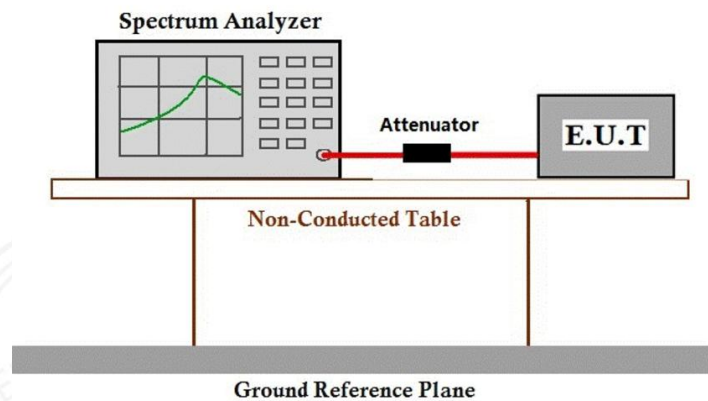 Spectrum Analyzer
Attenuator
E.U.T
Non-Conducted Table
Ground Reference Plane